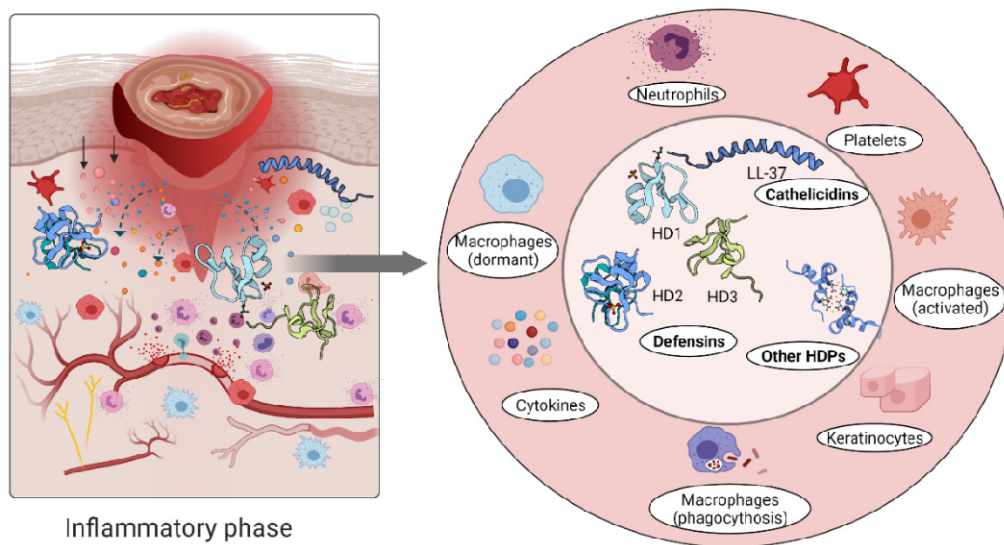 Neutrophils
Platelets
LL-37
Cathelicidins
HD1
Macrophages
(dormant)
HD2
HD3
Macrophages
(activated)
Defensins
Other HDPs
Cytokines
Keratinocytes
Macrophages
(phagocythosis)
Inflammatory phase